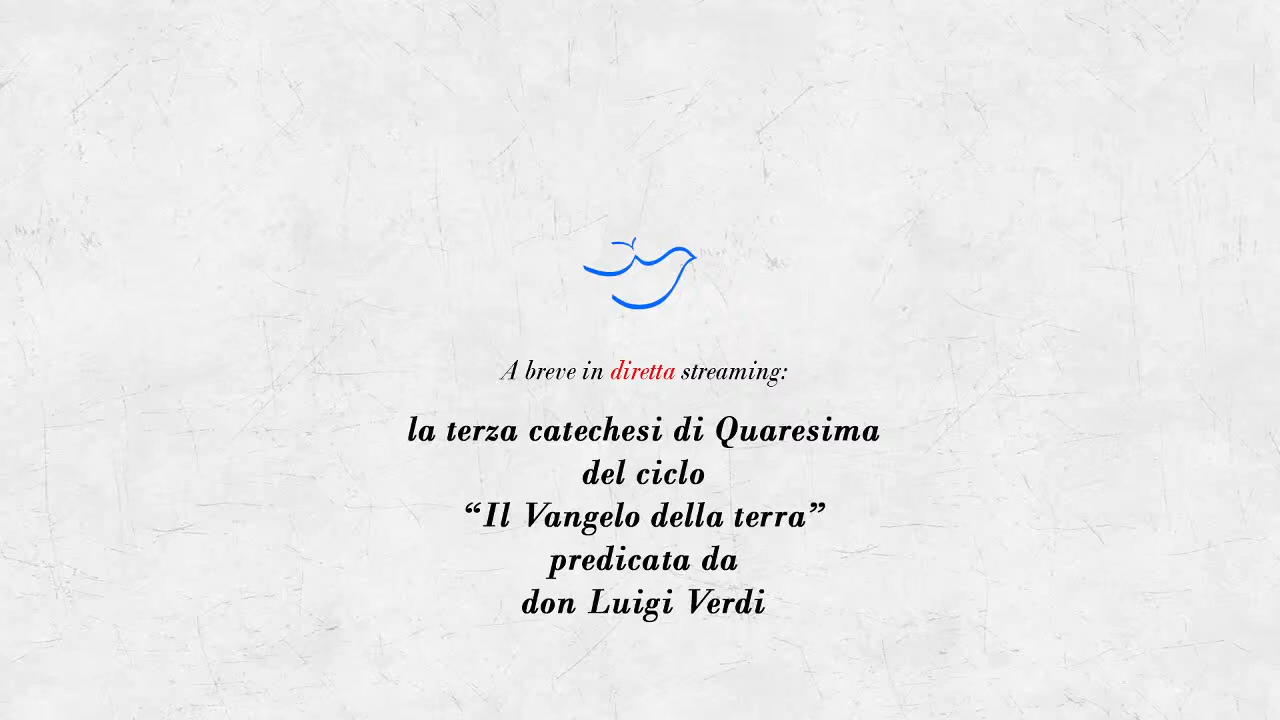 A breve in diretta streaming:
la terza catechesi di Quaresima
del ciclo
“Il Vangelo della terra”
predicata da
don Luigi Verdi